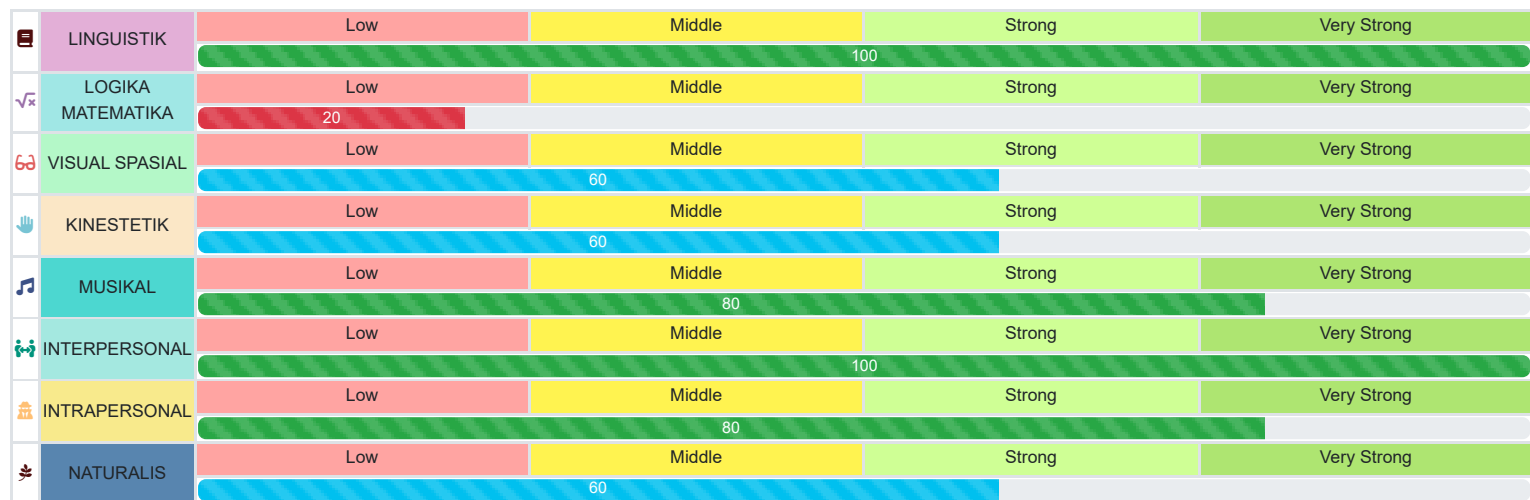 LINGUISTIK
Low Middle Strong Very Strong
100
LOGIKA
MATEMATIKA
Low Middle Strong Very Strong
20
VISUAL SPASIAL
Low Middle Strong Very Strong
60
KINESTETIK
Low Middle Strong Very Strong
60
MUSIKAL
Low Middle Strong Very Strong
80
INTERPERSONAL
Low Middle Strong Very Strong
100
INTRAPERSONAL
Low Middle Strong Very Strong
80
NATURALIS
Low Middle Strong Very Strong
60